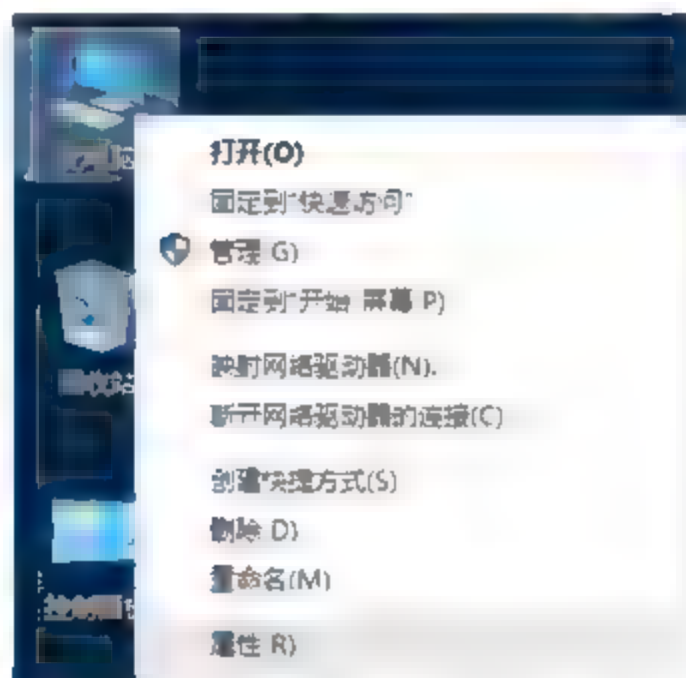 打开(O)
固定到"快速访问"
管理 G)
固定到"开始 屏幕 P)
映射网络驱动器(N).
断开网络驱动器的连接(C)
创建快捷方式(S)
删除 D)
重命名(M)
属性 R)